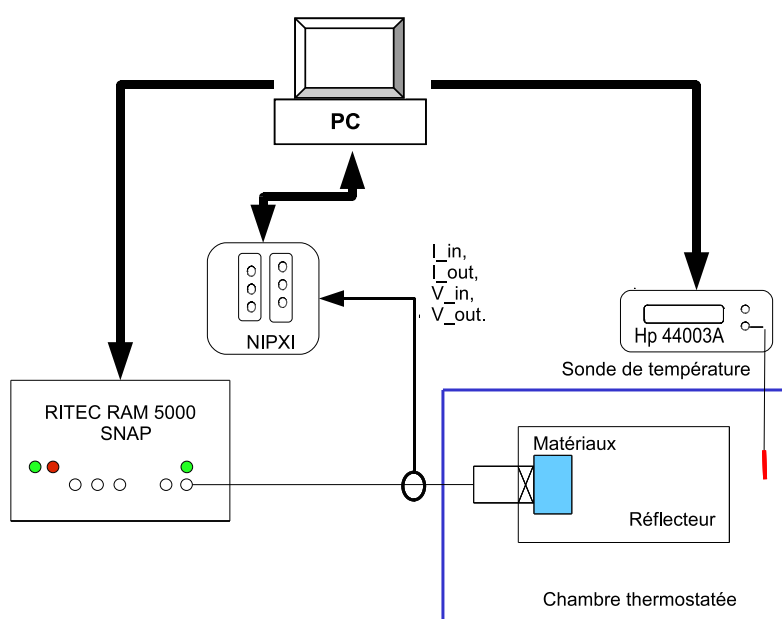 PC
I_in,
I_out,
V_in,
V_out.
NIPXI
Hp 44003A
Sonde de température
RITEC RAM 5000
SNAP
Matériaux
Réflecteur
Chambre thermostatée